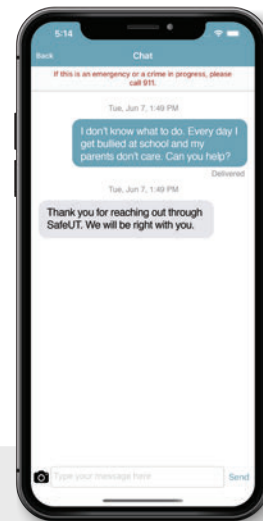 5:14
Back
Chat
If this is an emergency or a crime in progress, please
call 911.
Tue, Jun 7, 1:49 PM
I don't know what to do. Every day I
get bullied at school and my
parents don't care. Can you help?
Delivered
Tue, Jun 7, 1:49 PM
Thank you for reaching out through
SafeUT. We will be right with you.
Type your message here
Send